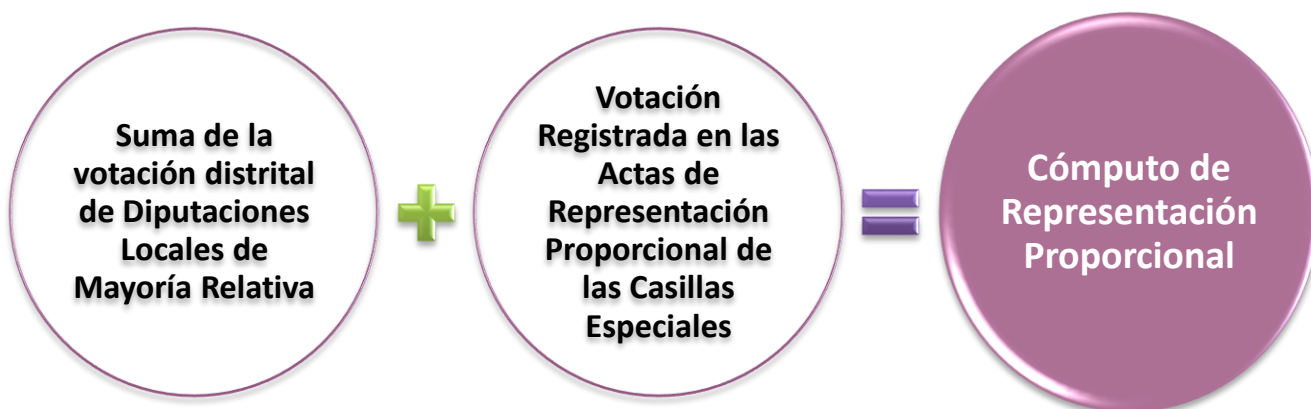 Suma de la
votación distrital
de Diputaciones
Locales de
Mayoría Relativa
Votación
Registrada en las
Actas de
Representación
Proporcional de
las Casillas
Especiales
Cómputo de
Representación
Proporcional